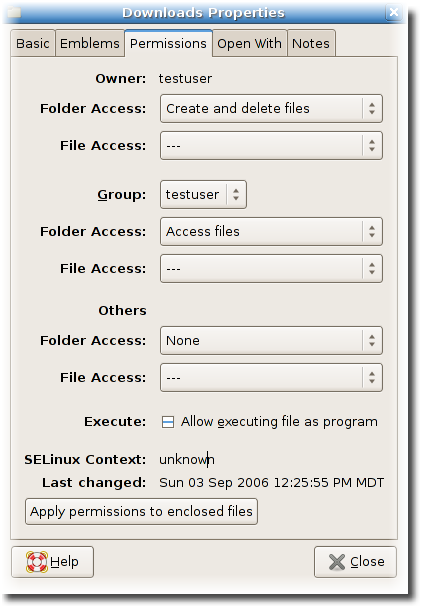 Downloads Properties
Basic Emblems Permissions Open With Notes
Owner: testuser
Folder Access: Create and delete files
File Access: ---
Group: testuser
Folder Access: Access files
File Access: ---
Others
Folder Access: None
File Access: ---
Execute: Allow executing file as program
SELinux Context: unknown
Last changed: Sun 03 Sep 2006 12:25:55 PM MDT
Apply permissions to enclosed files
Help Close